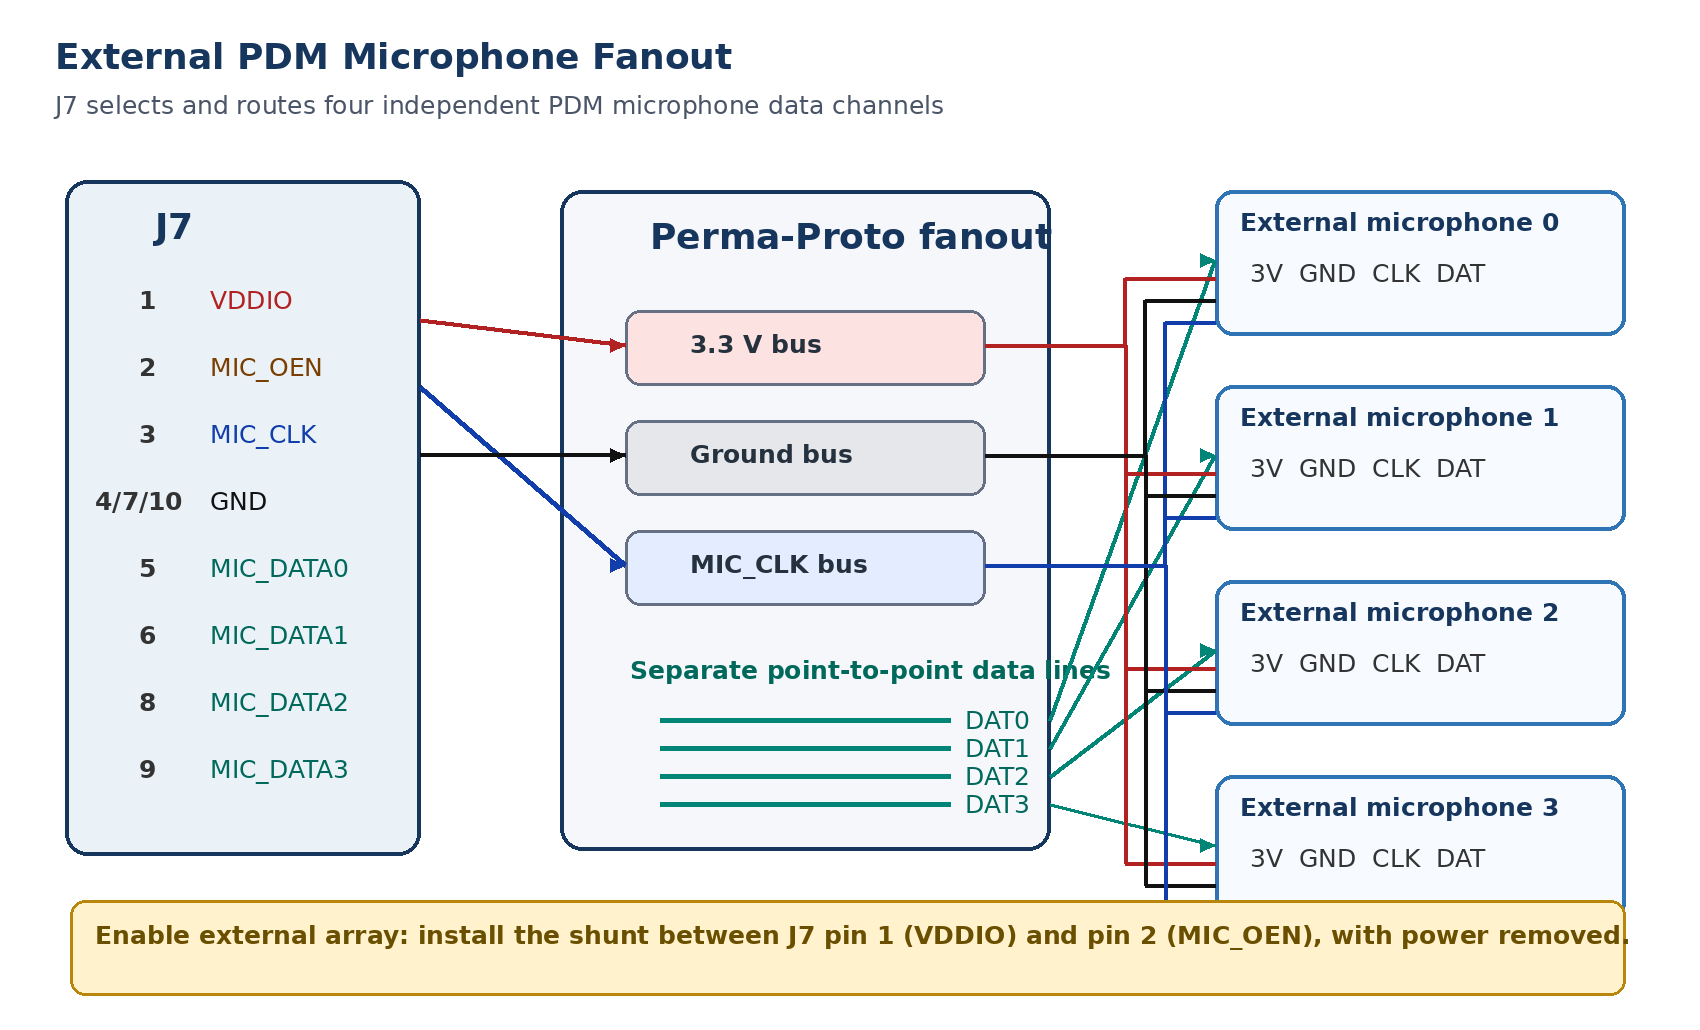 External PDM Microphone Fanout
J7 selects and routes four independent PDM microphone data channels
J7
1 VDDIO
2 MIC_OEN
3 MIC_CLK
4/7/10 GND
5 MIC_DATA0
6 MIC_DATA1
8 MIC_DATA2
9 MIC_DATA3
Perma-Proto fanout
3.3 V bus
Ground bus
MIC_CLK bus
Separate point-to-point data lines
DAT0
DAT1
DAT2
DAT3
External microphone 0
3V GND CLK DAT
External microphone 1
3V GND CLK DAT
External microphone 2
3V GND CLK DAT
External microphone 3
3V GND CLK DAT
Enable external array: install the shunt between J7 pin 1 (VDDIO) and pin 2 (MIC_OEN), with power removed.